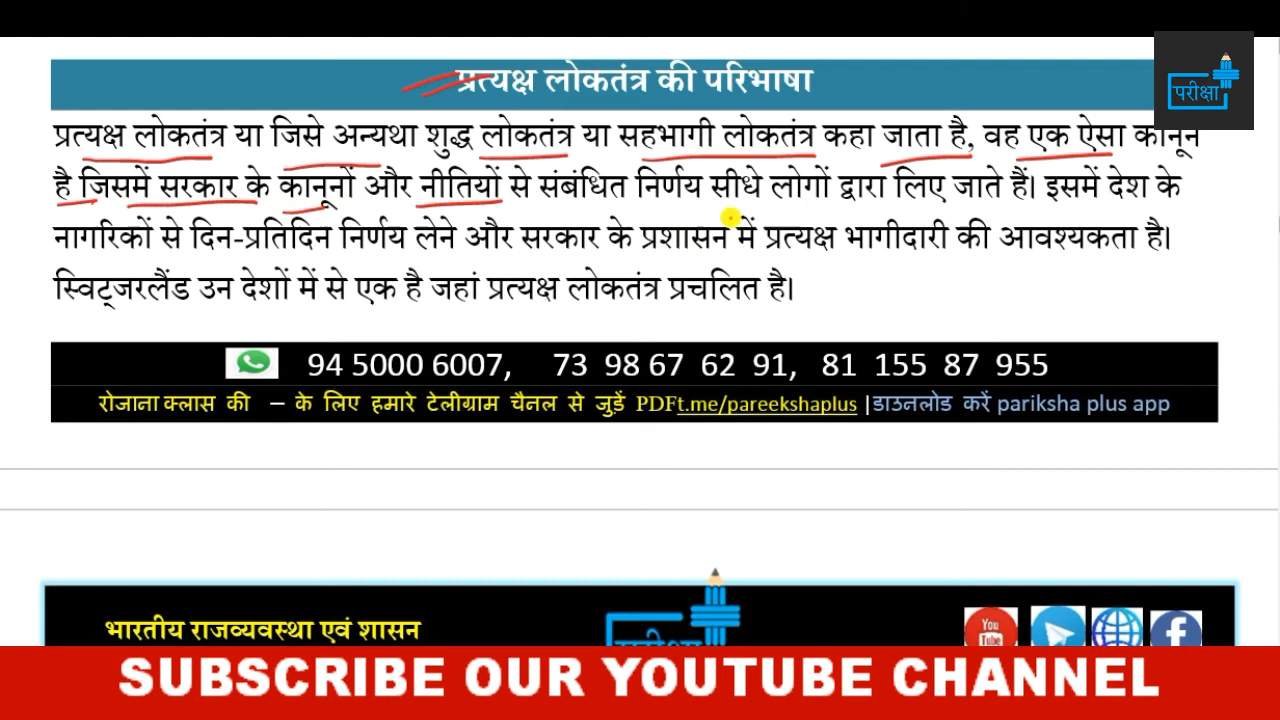 प्रत्यक्ष लोकतंत्र की परिभाषा
परीक्षा
प्रत्यक्ष लोकतंत्र या जिसे अन्यथा शुद्ध लोकतंत्र या सहभागी लोकतंत्र कहा जाता है, वह एक ऐसा कानून
है जिसमें सरकार के कानूनों और नीतियों से संबंधित निर्णय सीधे लोगों द्वारा लिए जाते हैं। इसमें देश के
नागरिकों से दिन-प्रतिदिन निर्णय लेने और सरकार के प्रशासन में प्रत्यक्ष भागीदारी की आवश्यकता है।
स्विट्जरलैंड उन देशों में से एक है जहां प्रत्यक्ष लोकतंत्र प्रचलित है।
94 5000 6007, 73 98 67 62 91, 81 155 87 955
रोजाना क्लास की – के लिए हमारे टेलीग्राम चैनल से जुड़ें PDFt.me/pareekshaplus |डाउनलोड करें pariksha plus app
भारतीय राजव्यवस्था एवं शासन
You
SUBSCRIBE OUR YOUTUBE CHANNEL